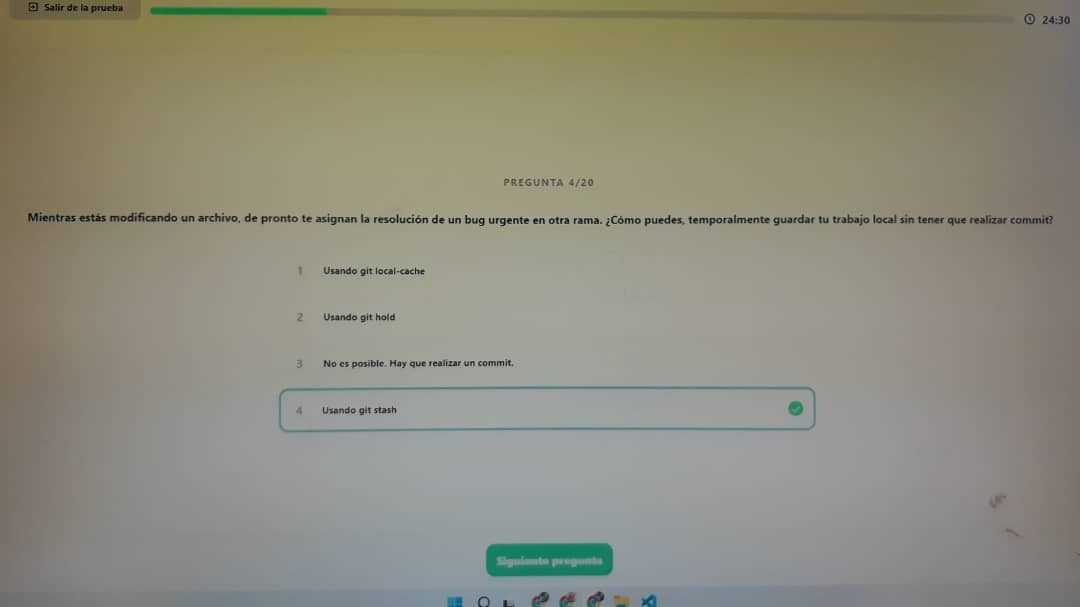 Salir de la prueba
24:30
PREGUNTA 4/20
Mientras estás modificando un archivo, de pronto te asignan la resolución de un bug urgente en otra rama. ¿Cómo puedes, temporalmente guardar tu trabajo local sin tener que realizar commit?
1 Usando git local-cache
2 Usando git hold
3 No es posible. Hay que realizar un commit.
4 Usando git stash
Siguiente pregunta